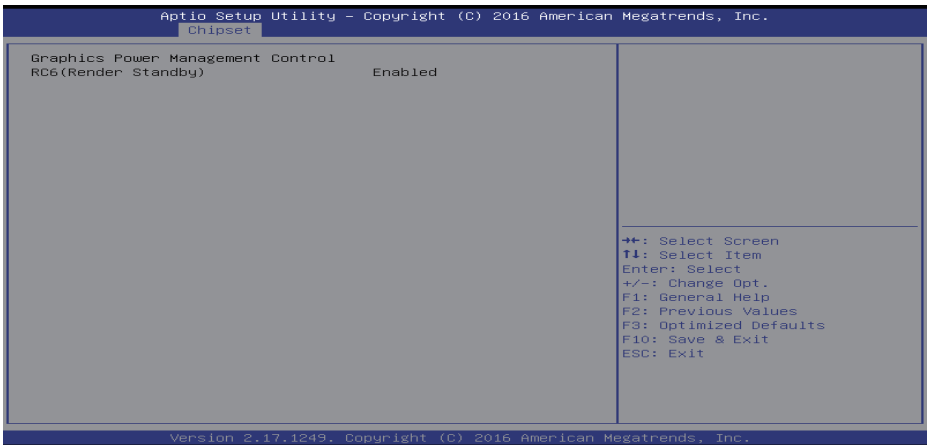 Aptio Setup Utility – Copyright (C) 2016 American Megatrends, Inc.
Chipset
Graphics Power Management Control
RC6(Render Standby) Enabled
→←: Select Screen
↑↓: Select Item
Enter: Select
+/-: Change Opt.
F1: General Help
F2: Previous Values
F3: Optimized Defaults
F10: Save & Exit
ESC: Exit
Version 2.17.1249. Copyright (C) 2016 American Megatrends, Inc.